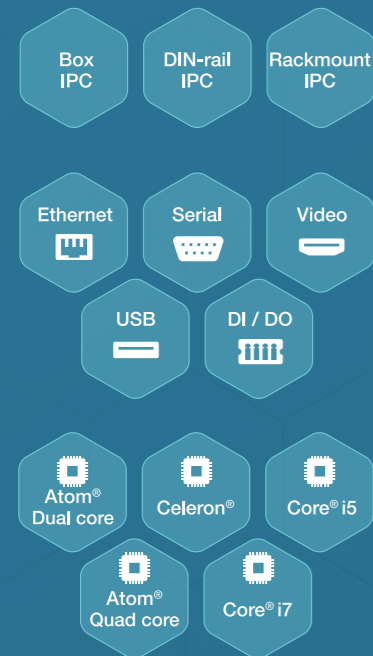 Box
IPC
DIN-rail
IPC
Rackmount
IPC
Ethernet
Serial
Video
USB
DI / DO
Atom®
Dual core
Celeron®
Core® i5
Atom®
Quad core
Core® i7